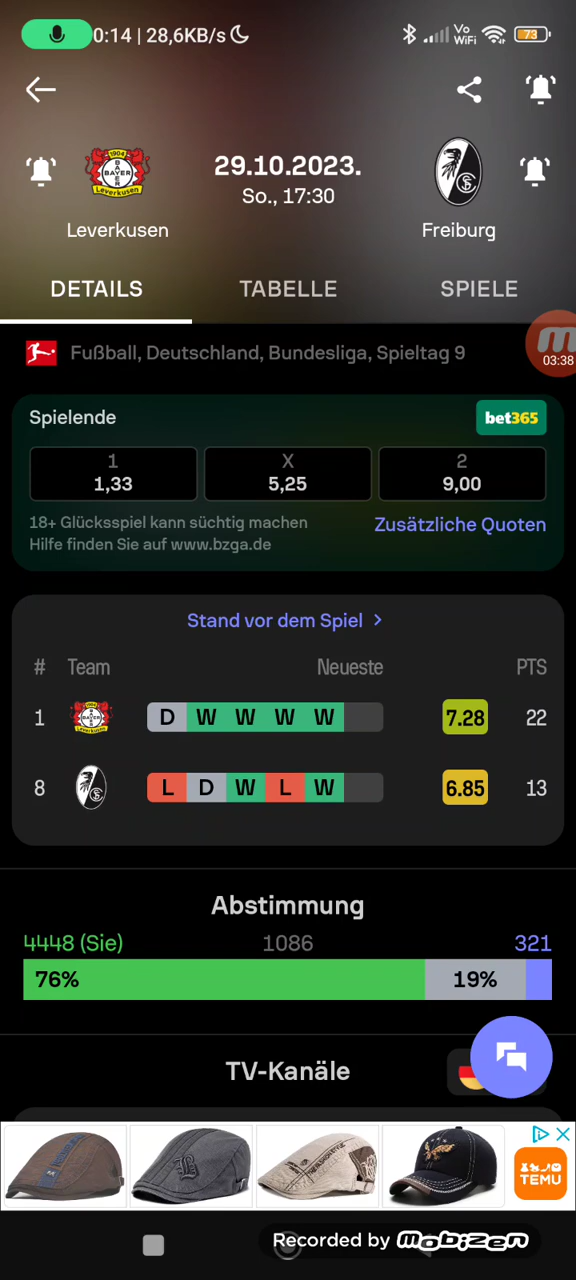 0:14 | 28,6KB/s
Vo
WiFi
73
1904
BAYER
Leverkusen
29.10.2023.
So., 17:30
Leverkusen
Freiburg
DETAILS
TABELLE
SPIELE
Fußball, Deutschland, Bundesliga, Spieltag 9
03:38
Spielende
bet365
1
X
2
1,33
5,25
9,00
18+ Glücksspiel kann süchtig machen
Hilfe finden Sie auf www.bzga.de
Zusätzliche Quoten
Stand vor dem Spiel >
# Team Neueste PTS
1 D W W W W 7.28 22
8 L D W L W 6.85 13
Abstimmung
4448 (Sie) 1086 321
76% 19%
TV-Kanäle
TEMU
Recorded by mobizen